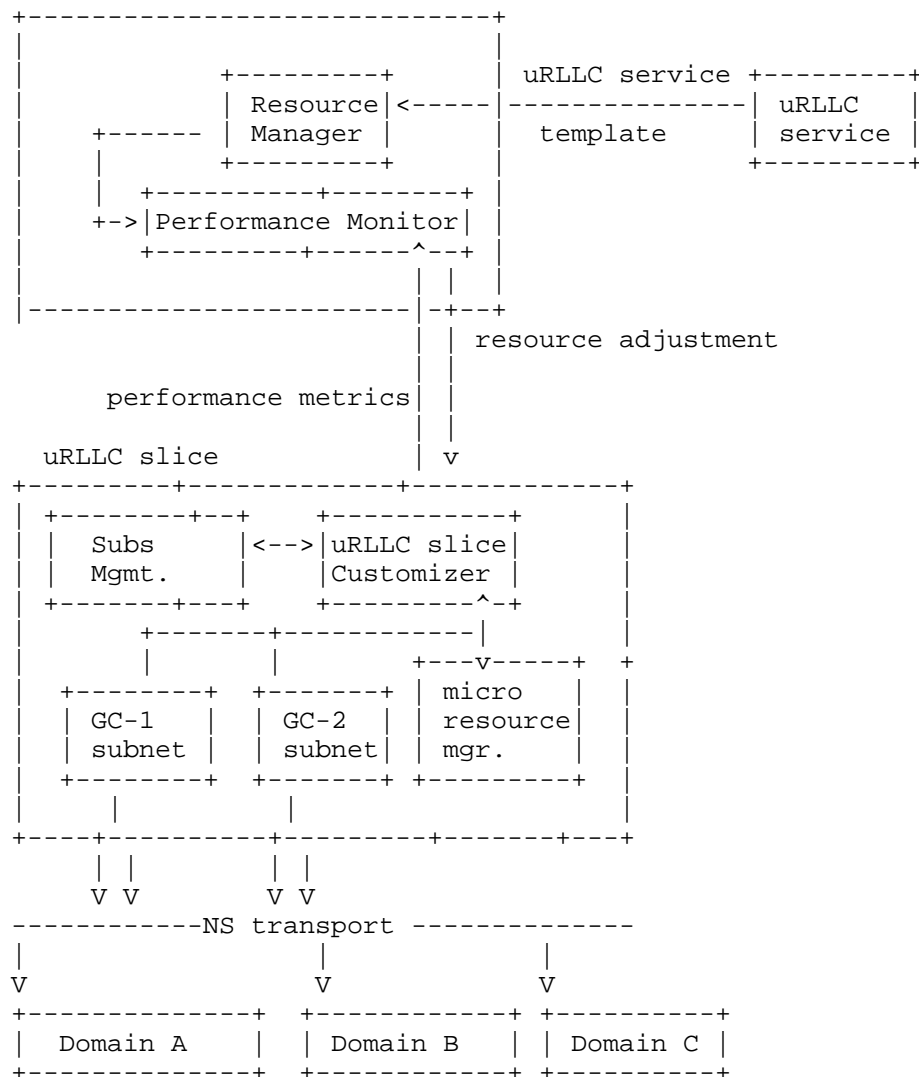 uRLLC service
Resource
uRLLC
Manager
template
service
Performance Monitor
resource adjustment
performance metrics
uRLLC slice
Subs
uRLLC slice
Mgmt.
Customizer
micro
GC-1
GC-2
resource
subnet
subnet
mgr.
NS transport
Domain A
Domain B
Domain C